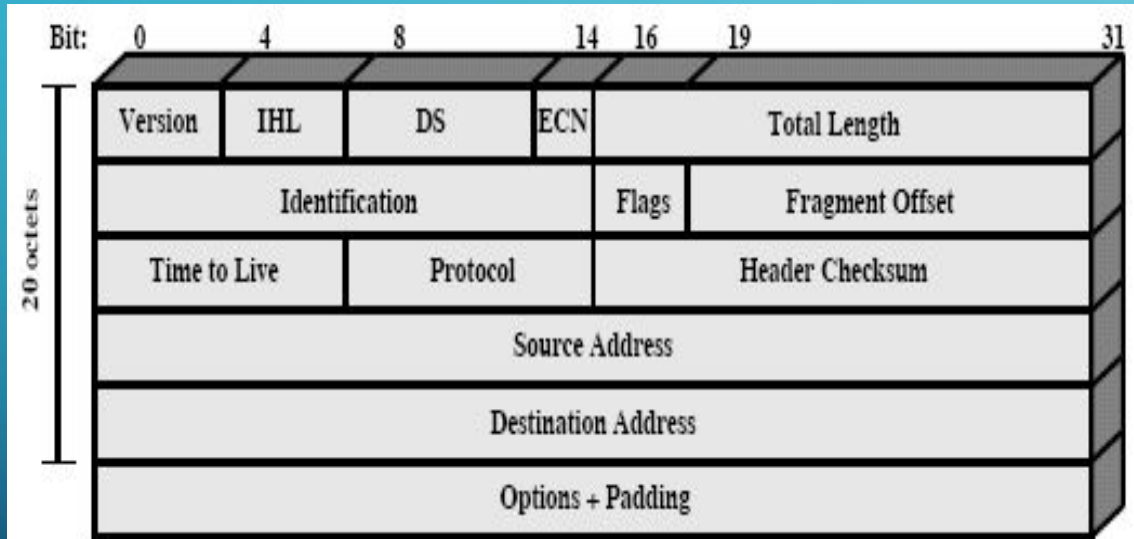 Bit: 0 4 8 14 16 19 31
Version IHL DS ECN Total Length
Identification Flags Fragment Offset
Time to Live Protocol Header Checksum
Source Address
Destination Address
Options + Padding
20 octets